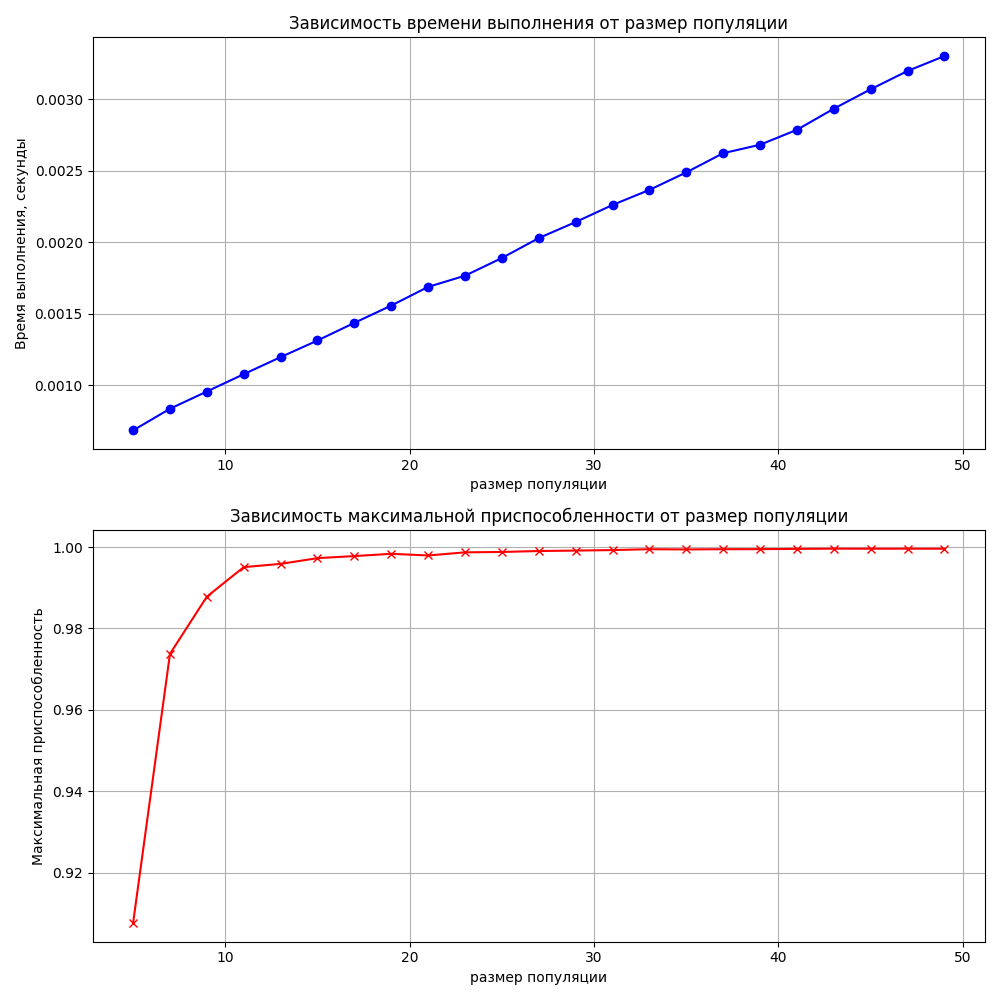 Зависимость времени выполнения от размер популяции
Время выполнения, секунды
0.0030
0.0025
0.0020
0.0015
0.0010
10 20 30 40 50
размер популяции
Зависимость максимальной приспособленности от размер популяции
Максимальная приспособленность
1.00
0.98
0.96
0.94
0.92
10 20 30 40 50
размер популяции